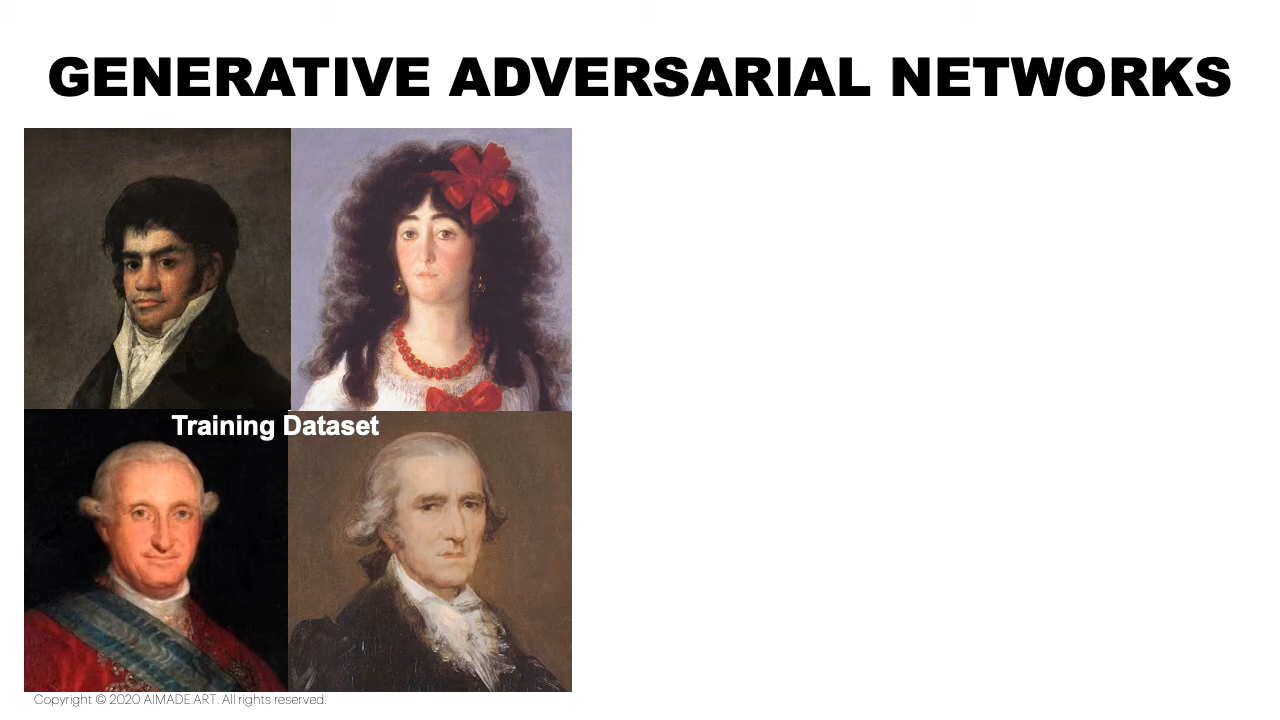 GENERATIVE ADVERSARIAL NETWORKS
Training Dataset
Copyright © 2020 AIMADE.ART. All rights reserved.